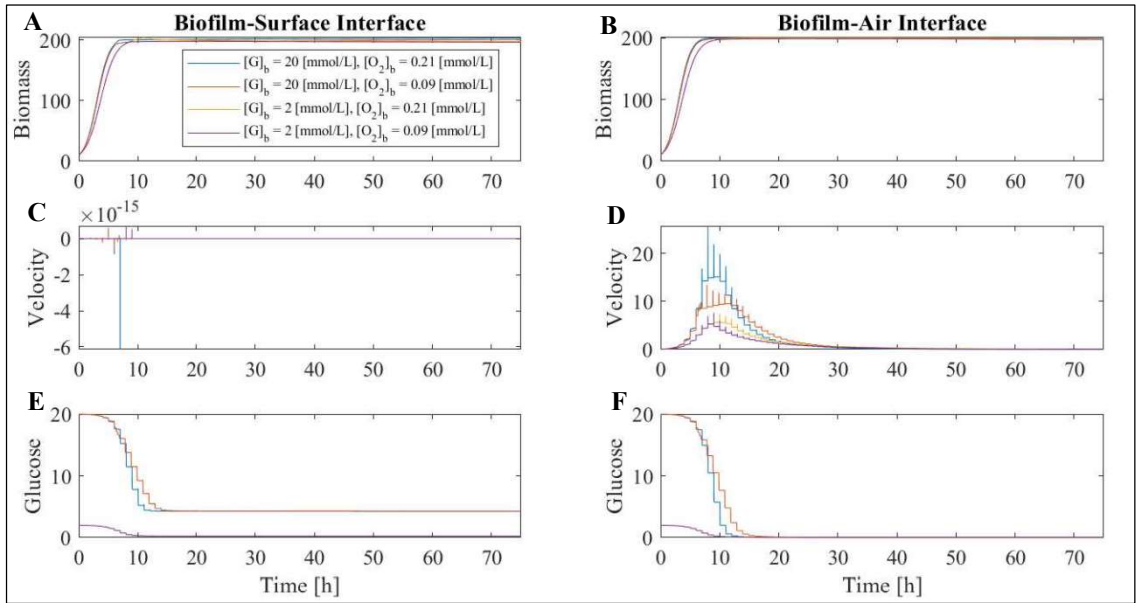 A Biofilm-Surface Interface
200
100
0
Biomass
[G]b = 20 [mmol/L], [O2]b = 0.21 [mmol/L]
[G]b = 20 [mmol/L], [O2]b = 0.09 [mmol/L]
[G]b = 2 [mmol/L], [O2]b = 0.21 [mmol/L]
[G]b = 2 [mmol/L], [O2]b = 0.09 [mmol/L]
0 10 20 30 40 50 60 70
B Biofilm-Air Interface
200
100
0
Biomass
0 10 20 30 40 50 60 70
C ×10-15
0
-2
-4
-6
Velocity
0 10 20 30 40 50 60 70
D
20
10
0
Velocity
0 10 20 30 40 50 60 70
E
20
10
0
Glucose
0 10 20 30 40 50 60 70
Time [h]
F
20
10
0
Glucose
0 10 20 30 40 50 60 70
Time [h]